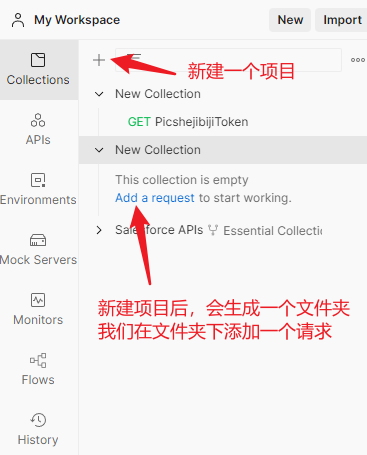 My Workspace
New
Import
新建一个项目
Collections
New Collection
GET PicshejibijiToken
APIs
New Collection
This collection is empty
Add a request to start working.
Environments
Salesforce APIs
Essential Collectic
Mock Servers
新建项目后，会生成一个文件夹
我们在文件夹下添加一个请求
Monitors
Flows
History